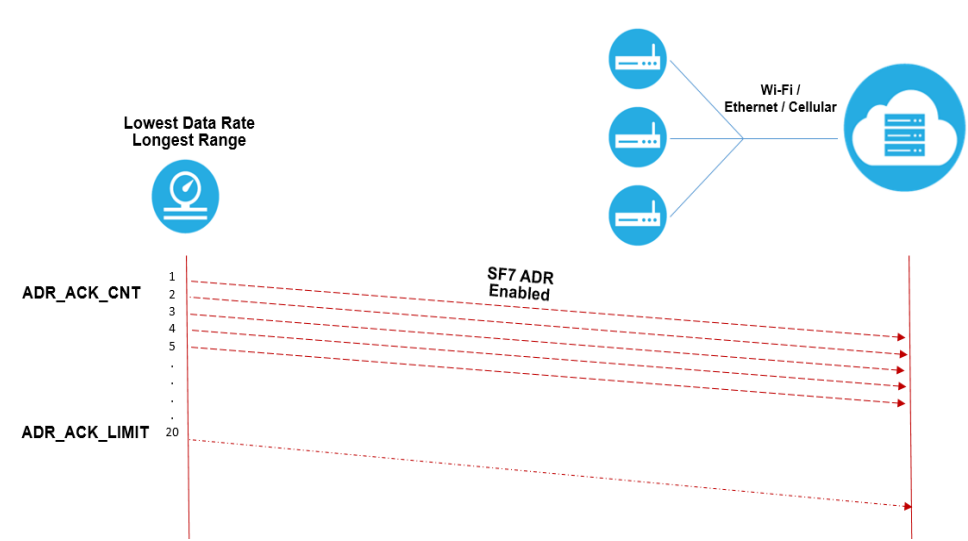 Wi-Fi /
Ethernet / Cellular
Lowest Data Rate
Longest Range
SF7 ADR
Enabled
ADR_ACK_CNT
1
2
3
4
5
.
.
.
.
ADR_ACK_LIMIT 20